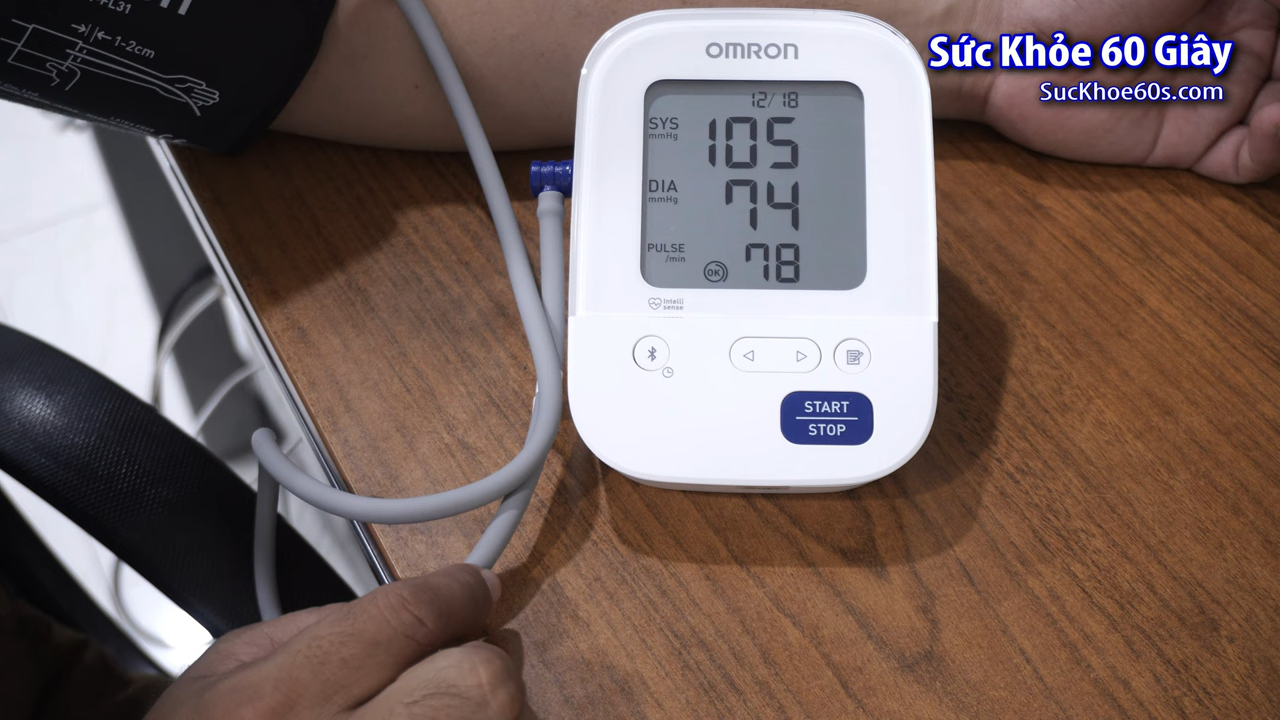 FL31
1-2cm
Sức Khỏe 60 Giây
SucKhoe60s.com
OMRON
12/18
SYS
mmHg
105
DIA
mmHg
74
PULSE
/min
OK
78
Intelli
sense
START
STOP